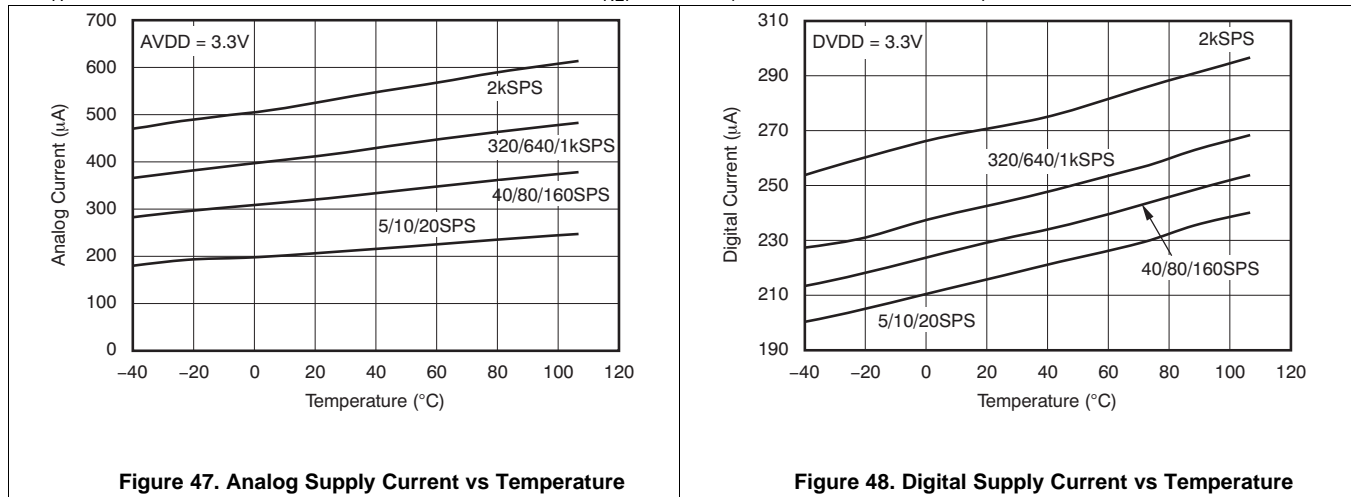 700
600
500
400
300
200
100
0
AVDD = 3.3V
2kSPS
320/640/1kSPS
40/80/160SPS
5/10/20SPS
Analog Current (µA)
−40 −20 0 20 40 60 80 100 120
Temperature (°C)
Figure 47. Analog Supply Current vs Temperature
310
290
270
250
230
210
190
DVDD = 3.3V
2kSPS
320/640/1kSPS
40/80/160SPS
5/10/20SPS
Digital Current (µA)
−40 −20 0 20 40 60 80 100 120
Temperature (°C)
Figure 48. Digital Supply Current vs Temperature